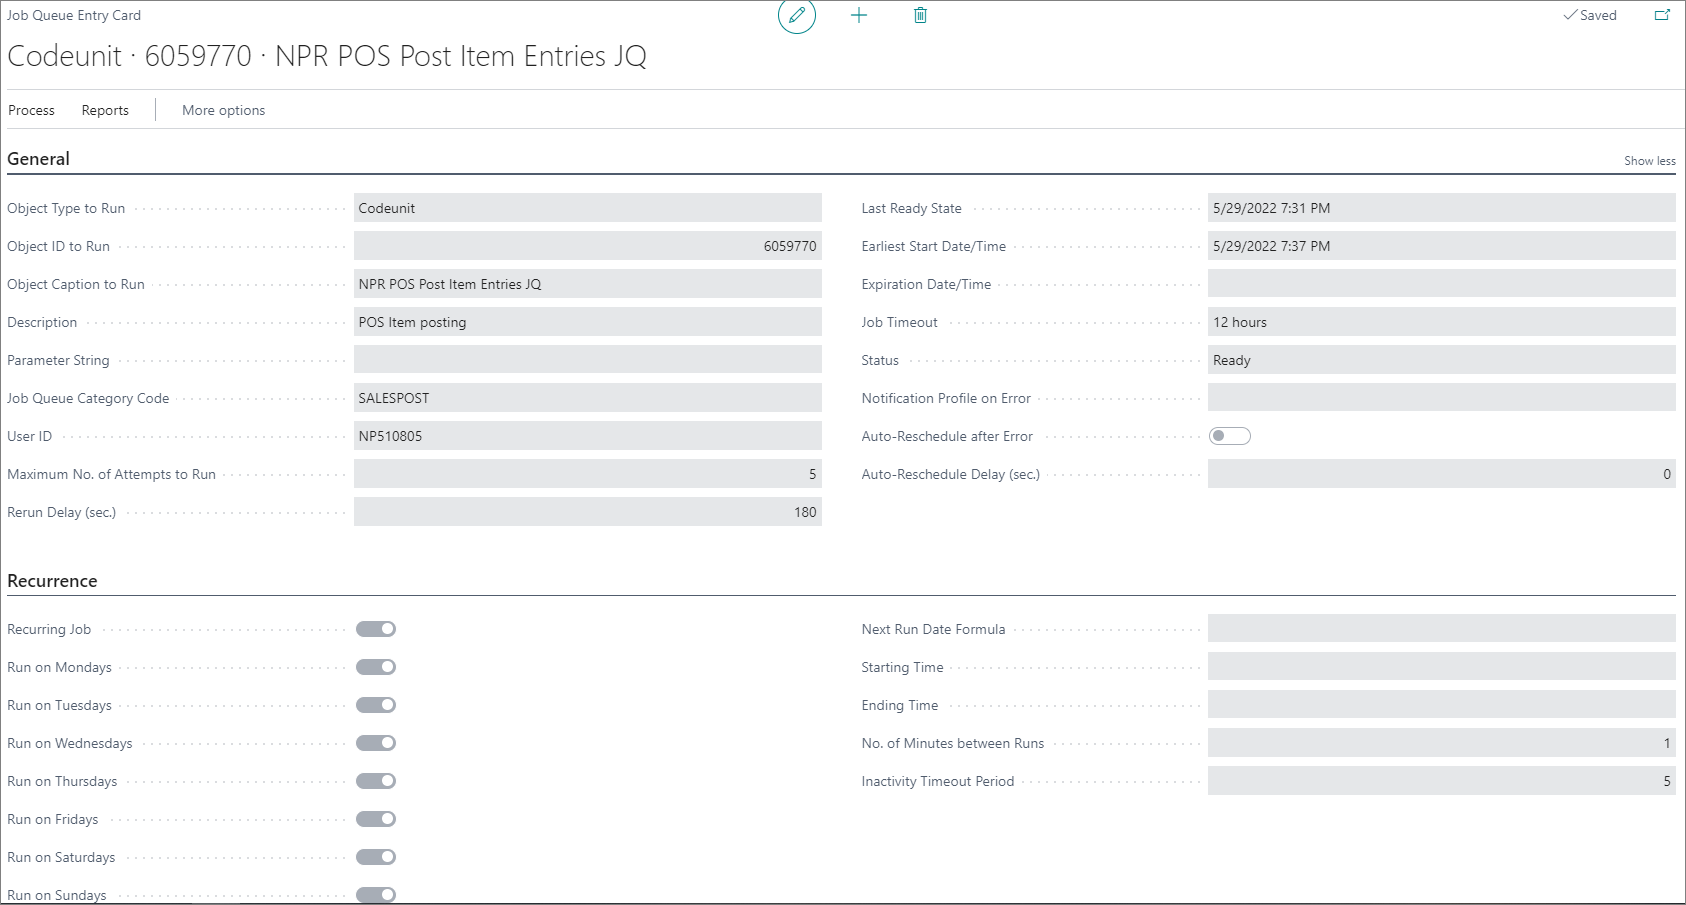 Job Queue Entry Card
Saved
Codeunit · 6059770 · NPR POS Post Item Entries JQ
Process Reports More options
General
Show less
Object Type to Run Codeunit
Object ID to Run 6059770
Object Caption to Run NPR POS Post Item Entries JQ
Description POS Item posting
Parameter String
Job Queue Category Code SALESPOST
User ID NP510805
Maximum No. of Attempts to Run 5
Rerun Delay (sec.) 180
Last Ready State 5/29/2022 7:31 PM
Earliest Start Date/Time 5/29/2022 7:37 PM
Expiration Date/Time
Job Timeout 12 hours
Status Ready
Notification Profile on Error
Auto-Reschedule after Error
Auto-Reschedule Delay (sec.) 0
Recurrence
Recurring Job
Run on Mondays
Run on Tuesdays
Run on Wednesdays
Run on Thursdays
Run on Fridays
Run on Saturdays
Run on Sundays
Next Run Date Formula
Starting Time
Ending Time
No. of Minutes between Runs 1
Inactivity Timeout Period 5